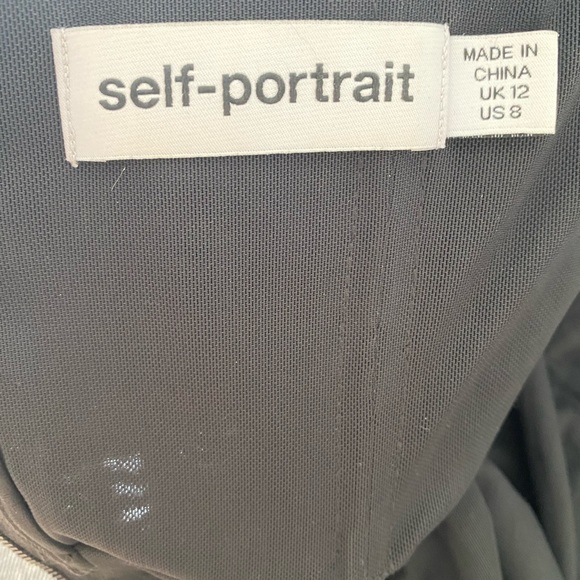 self-portrait
MADE IN
CHINA
UK 12
US 8